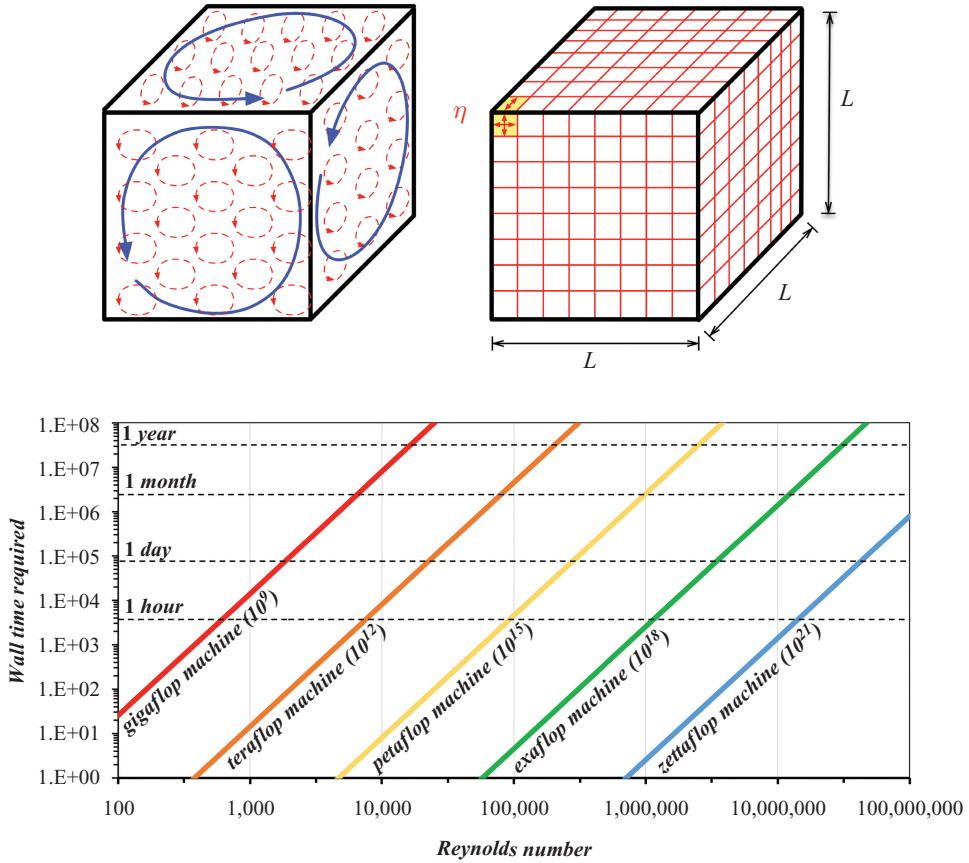 η
L
L
L
1.E+08
1.E+07
1.E+06
1.E+05
1.E+04
1.E+03
1.E+02
1.E+01
1.E+00
Wall time required
1 year
1 month
1 day
1 hour
gigaflop machine (10⁹)
teraflop machine (10¹²)
petaflop machine (10¹⁵)
exaflop machine (10¹⁸)
zettaflop machine (10²¹)
100 1,000 10,000 100,000 1,000,000 10,000,000 100,000,000
Reynolds number